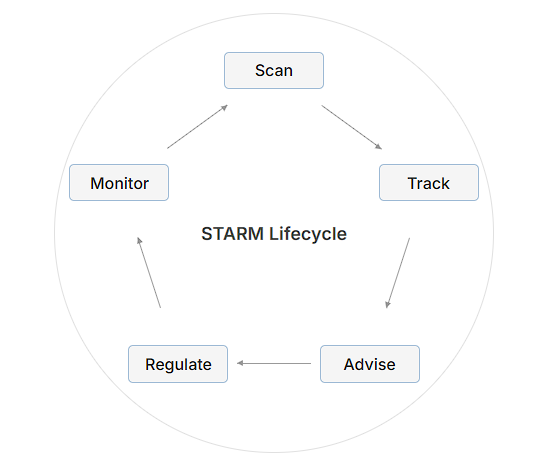 Scan
Monitor
Track
STARM Lifecycle
Regulate
Advise